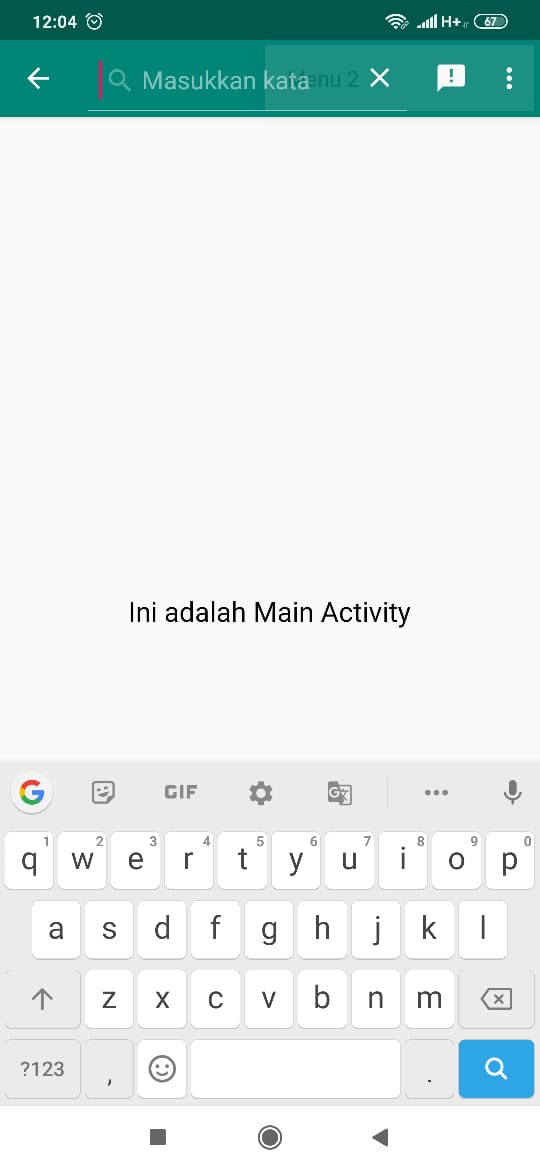 12:04 H+ 67
Masukkan kata
Menu 2
Ini adalah Main Activity
GIF
1 2 3 4 5 6 7 8 9 0
q w e r t y u i o p
a s d f g h j k l
z x c v b n m
?123 , .